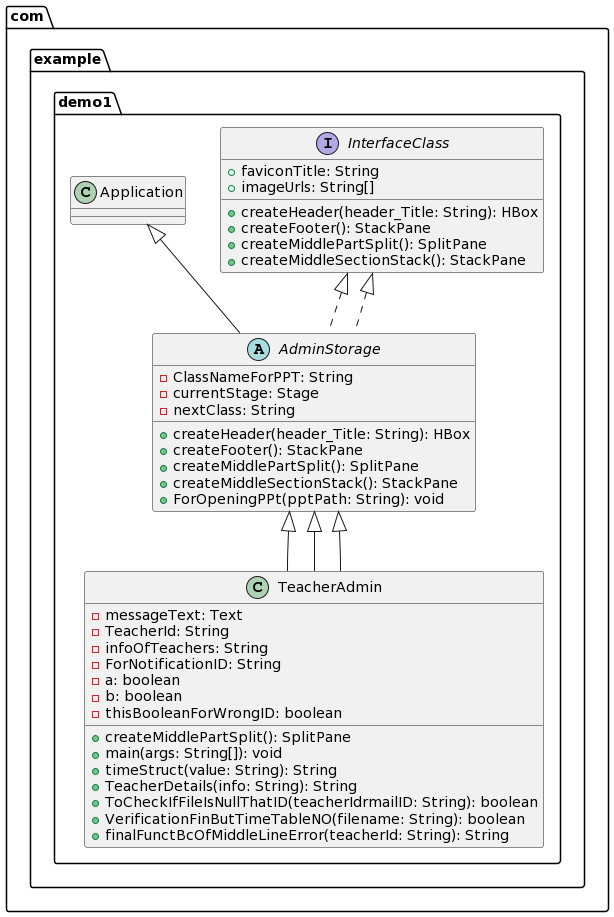 com
example
demo1
I InterfaceClass
faviconTitle: String
imageUrls: String[]
createHeader(header_Title: String): HBox
createFooter(): StackPane
createMiddlePartSplit(): SplitPane
createMiddleSectionStack(): StackPane
C Application
A AdminStorage
ClassNameForPPT: String
currentStage: Stage
nextClass: String
createHeader(header_Title: String): HBox
createFooter(): StackPane
createMiddlePartSplit(): SplitPane
createMiddleSectionStack(): StackPane
ForOpeningPPt(pptPath: String): void
C TeacherAdmin
messageText: Text
TeacherId: String
infoOfTeachers: String
ForNotificationID: String
a: boolean
b: boolean
thisBooleanForWrongID: boolean
createMiddlePartSplit(): SplitPane
main(args: String[]): void
timeStruct(value: String): String
TeacherDetails(info: String): String
ToCheckIfFileIsNullThatID(teacherIdrmailID: String): boolean
VerificationFinButTimeTableNO(filename: String): boolean
finalFunctBcOfMiddleLineError(teacherId: String): String